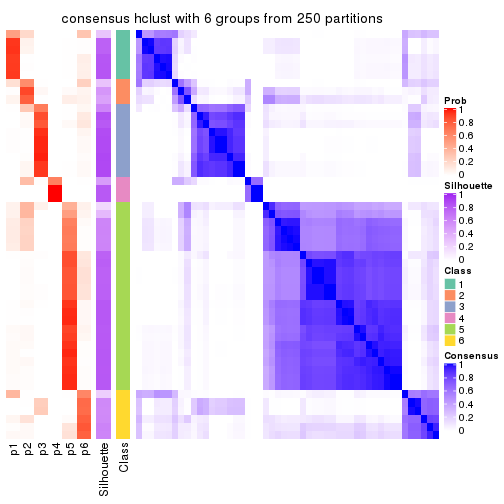 consensus hclust with 6 groups from 250 partitions
Prob
1
0.8
0.6
0.4
0.2
0
Silhouette
1
0.8
0.6
0.4
0.2
0
Class
1
2
3
4
5
6
Consensus
1
0.8
0.6
0.4
0.2
0
p1
p2
p3
p4
p5
p6
Silhouette
Class